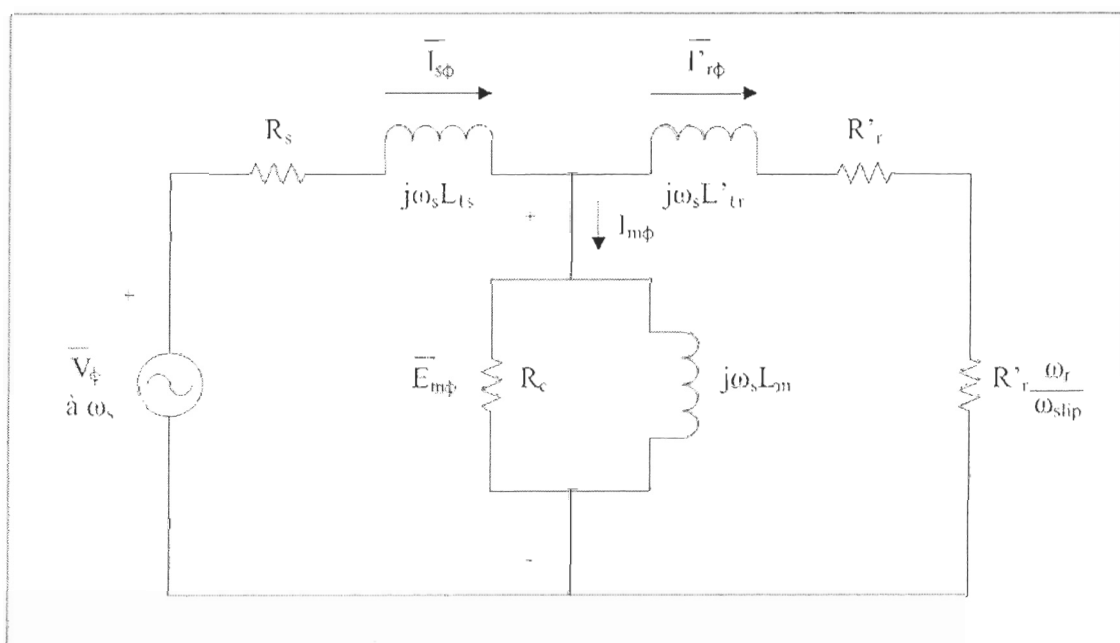 I̅sϕ
I̅'rϕ
Rs
R'r
jωsLℓs
jωsL'ℓr
+
Imϕ
+
V̅ϕ
à ωs
E̅mϕ
Rc
jωsLm
R'r ωr/ωslip
-